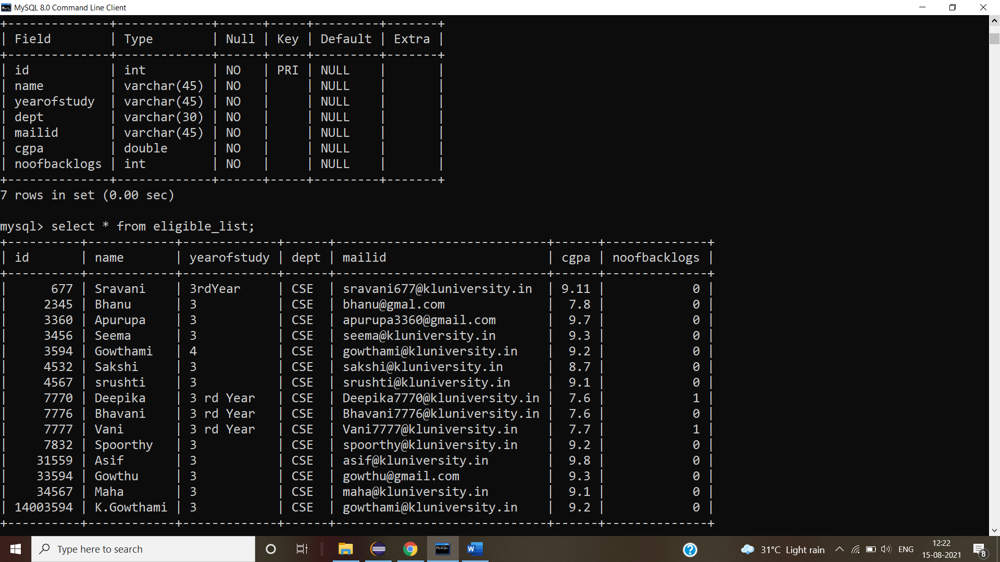 MySQL 8.0 Command Line Client
+--------------+-------------+------+-----+---------+-------+
| Field        | Type        | Null | Key | Default | Extra |
+--------------+-------------+------+-----+---------+-------+
| id           | int         | NO   | PRI | NULL    |       |
| name         | varchar(45) | NO   |     | NULL    |       |
| yearofstudy  | varchar(45) | NO   |     | NULL    |       |
| dept         | varchar(30) | NO   |     | NULL    |       |
| mailid       | varchar(45) | NO   |     | NULL    |       |
| cgpa         | double      | NO   |     | NULL    |       |
| noofbacklogs | int         | NO   |     | NULL    |       |
+--------------+-------------+------+-----+---------+-------+
7 rows in set (0.00 sec)
mysql> select * from eligible_list;
+----------+------------+-------------+------+-----------------------------+------+--------------+
| id       | name       | yearofstudy | dept | mailid                      | cgpa | noofbacklogs |
+----------+------------+-------------+------+-----------------------------+------+--------------+
|      677 | Sravani    | 3rdYear     | CSE  | sravani677@kluniversity.in  | 9.11 |            0 |
|     2345 | Bhanu      | 3           | CSE  | bhanu@gmal.com              |  7.8 |            0 |
|     3360 | Apurupa    | 3           | CSE  | apurupa3360@gmail.com       |  9.7 |            0 |
|     3456 | Seema      | 3           | CSE  | seema@kluniversity.in       |  9.3 |            0 |
|     3594 | Gowthami   | 4           | CSE  | gowthami@kluniversity.in    |  9.2 |            0 |
|     4532 | Sakshi     | 3           | CSE  | sakshi@kluniversity.in      |  8.7 |            0 |
|     4567 | srushti    | 3           | CSE  | srushti@kluniversity.in     |  9.1 |            0 |
|     7770 | Deepika    | 3 rd Year   | CSE  | Deepika7770@kluniversity.in |  7.6 |            1 |
|     7776 | Bhavani    | 3 rd Year   | CSE  | Bhavani7776@kluniversity.in |  7.6 |            0 |
|     7777 | Vani       | 3 rd Year   | CSE  | Vani7777@kluniversity.in    |  7.7 |            1 |
|     7832 | Spoorthy   | 3           | CSE  | spoorthy@kluniversity.in    |  9.2 |            0 |
|    31559 | Asif       | 3           | CSE  | asif@kluniversity.in        |  9.8 |            0 |
|    33594 | Gowthu     | 3           | CSE  | gowthu@gmail.com            |  9.3 |            0 |
|    34567 | Maha       | 3           | CSE  | maha@kluniversity.in        |  9.1 |            0 |
| 14003594 | K.Gowthami | 3           | CSE  | gowthami@kluniversity.in    |  9.2 |            0 |
+----------+------------+-------------+------+-----------------------------+------+--------------+
Type here to search
31°C Light rain
ENG
12:22
15-08-2021
8